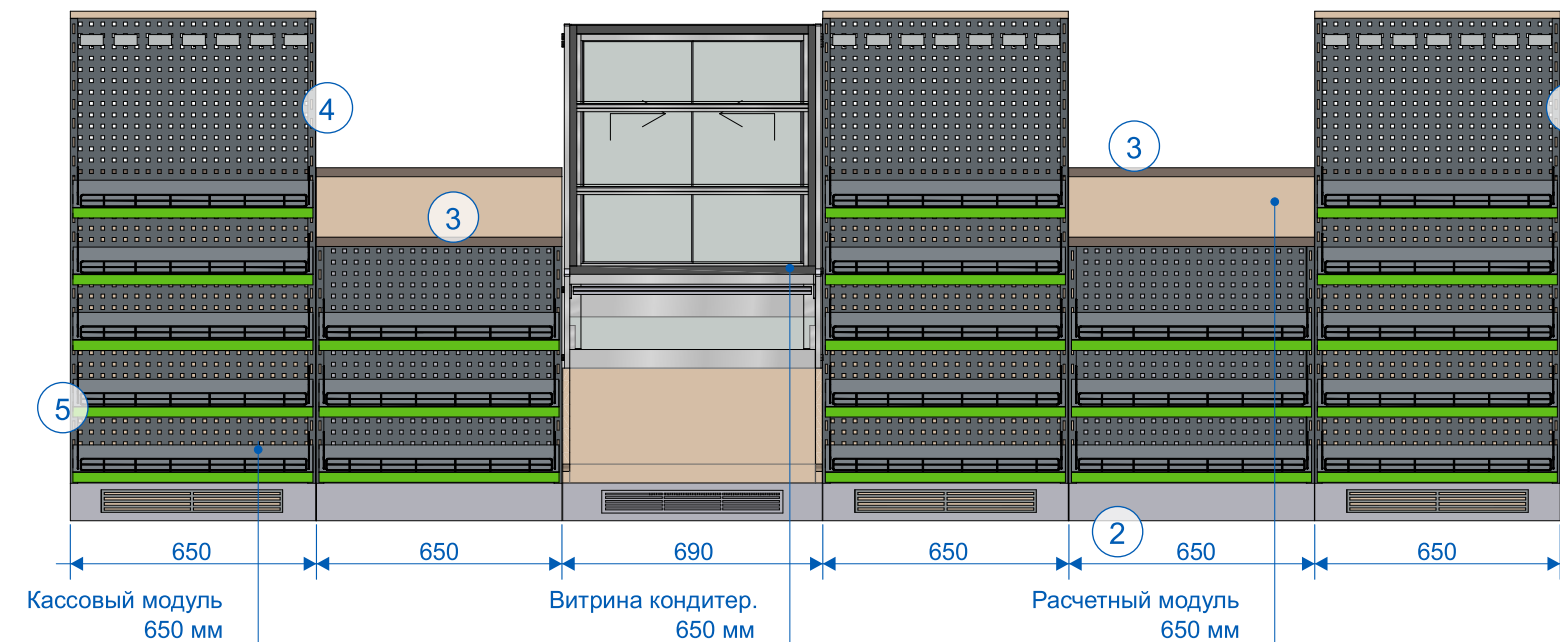 4
3
3
5
2
650
650
690
650
650
650
Кассовый модуль
650 мм
Витрина кондитер.
650 мм
Расчетный модуль
650 мм